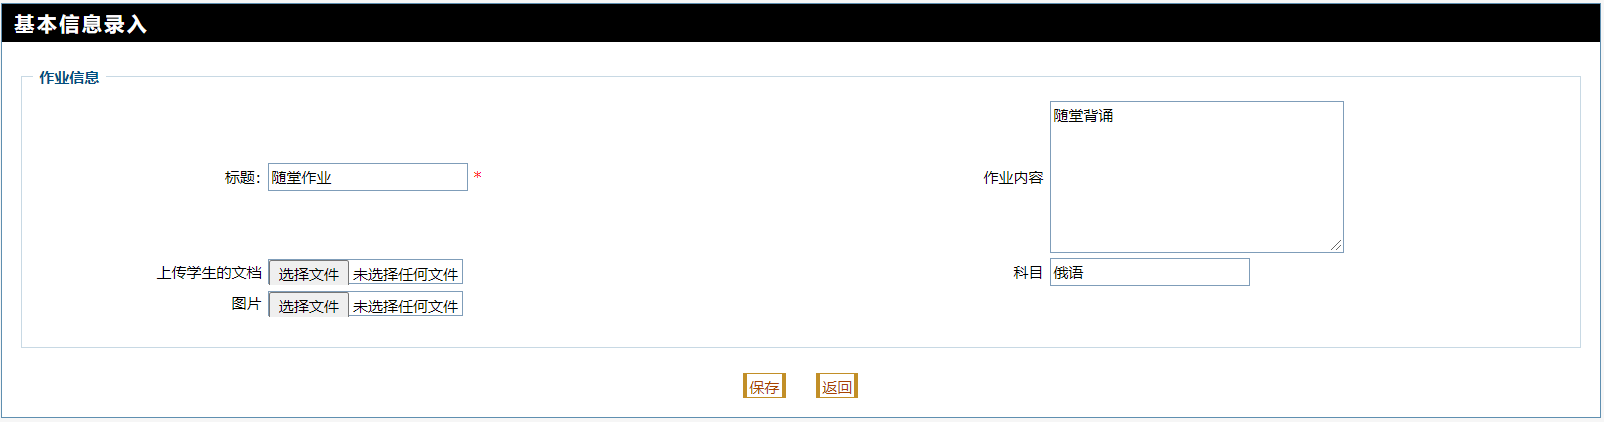 基本信息录入
作业信息
标题: 随堂作业 *
作业内容 随堂背诵
上传学生的文档 选择文件 未选择任何文件
科目 俄语
图片 选择文件 未选择任何文件
保存 返回